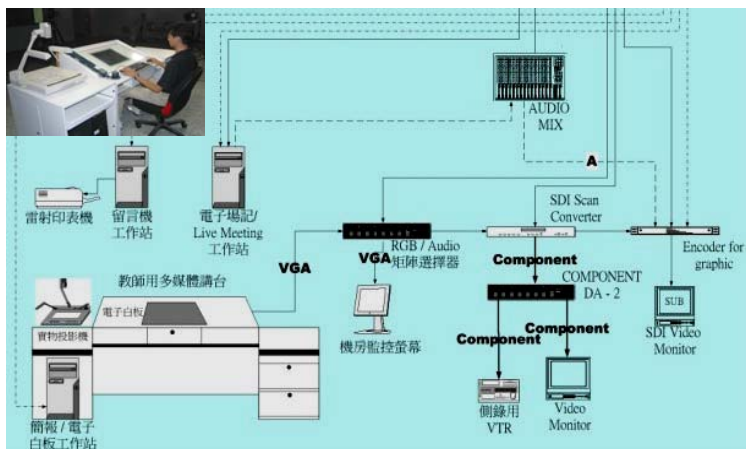 AUDIO
MIX
A
雷射印表機
留言機
工作站
電子場記/
Live Meeting
工作站
SDI Scan
Converter
RGB / Audio
矩陣選擇器
Encoder for
graphic
VGA
VGA
Component
教師用多媒體講台
COMPONENT
DA - 2
電子白板
SUB
實物投影機
機房監控螢幕
Component
Component
SDI Video
Monitor
簡報 / 電子
白板工作站
側錄用
VTR
Video
Monitor